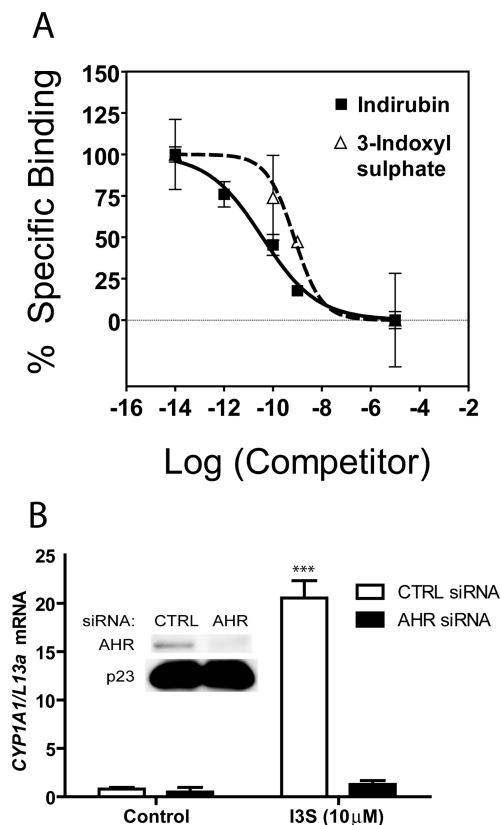 A
% Specific Binding
150
125
100
75
50
25
0
Indirubin
3-Indoxyl
sulphate
-16 -14 -12 -10 -8 -6 -4 -2
Log (Competitor)
B
CYP1A1/L13a mRNA
25
20
15
10
5
0
***
CTRL siRNA
AHR siRNA
siRNA: CTRL AHR
AHR
p23
Control I3S (10μM)